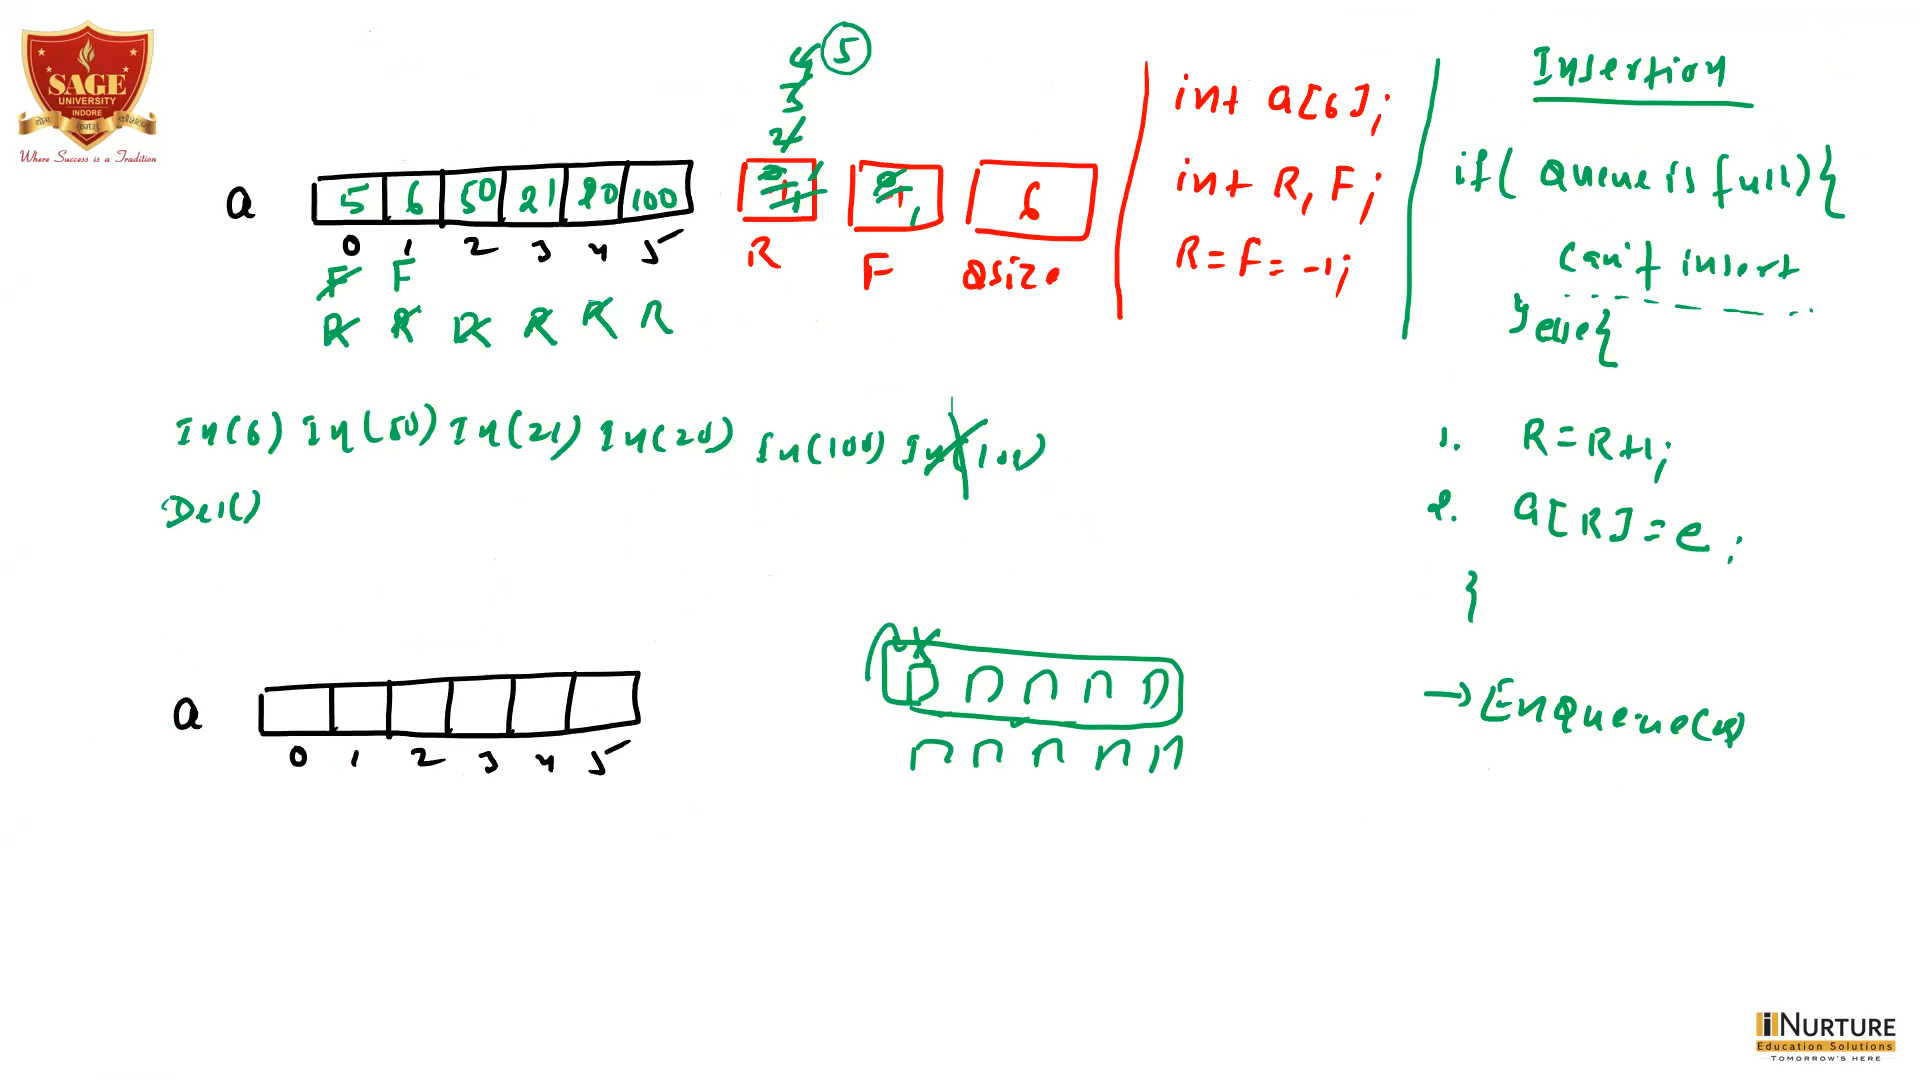 SAGE
UNIVERSITY
INDORE
Where Success is a Tradition
4 5
3
2
a 5 6 50 21 20 100
0 1 2 3 4 5
F F
R R R R R R
R F 6
Qsize
int a[6];
int R, F;
R = F = -1;
Insertion
if( Queue is full){
Can't insert
} else{
1. R = R+1;
2. a[R] = e;
}
→ Enqueue()
In(6) In(50) In(21) In(20) In(100) In(101)
Del()
a
0 1 2 3 4 5
NURTURE
Education Solutions
TOMORROW'S HERE